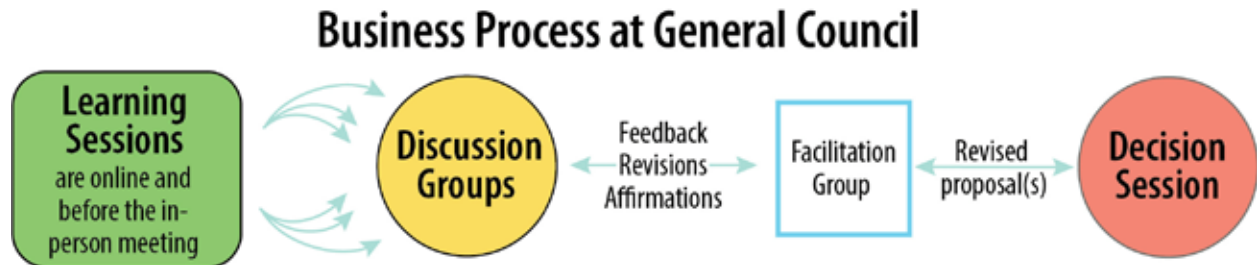 Business Process at General Council
Learning
Sessions
are online and
before the in-
person meeting
Discussion
Groups
Feedback
Revisions
Affirmations
Facilitation
Group
Revised
proposal(s)
Decision
Session